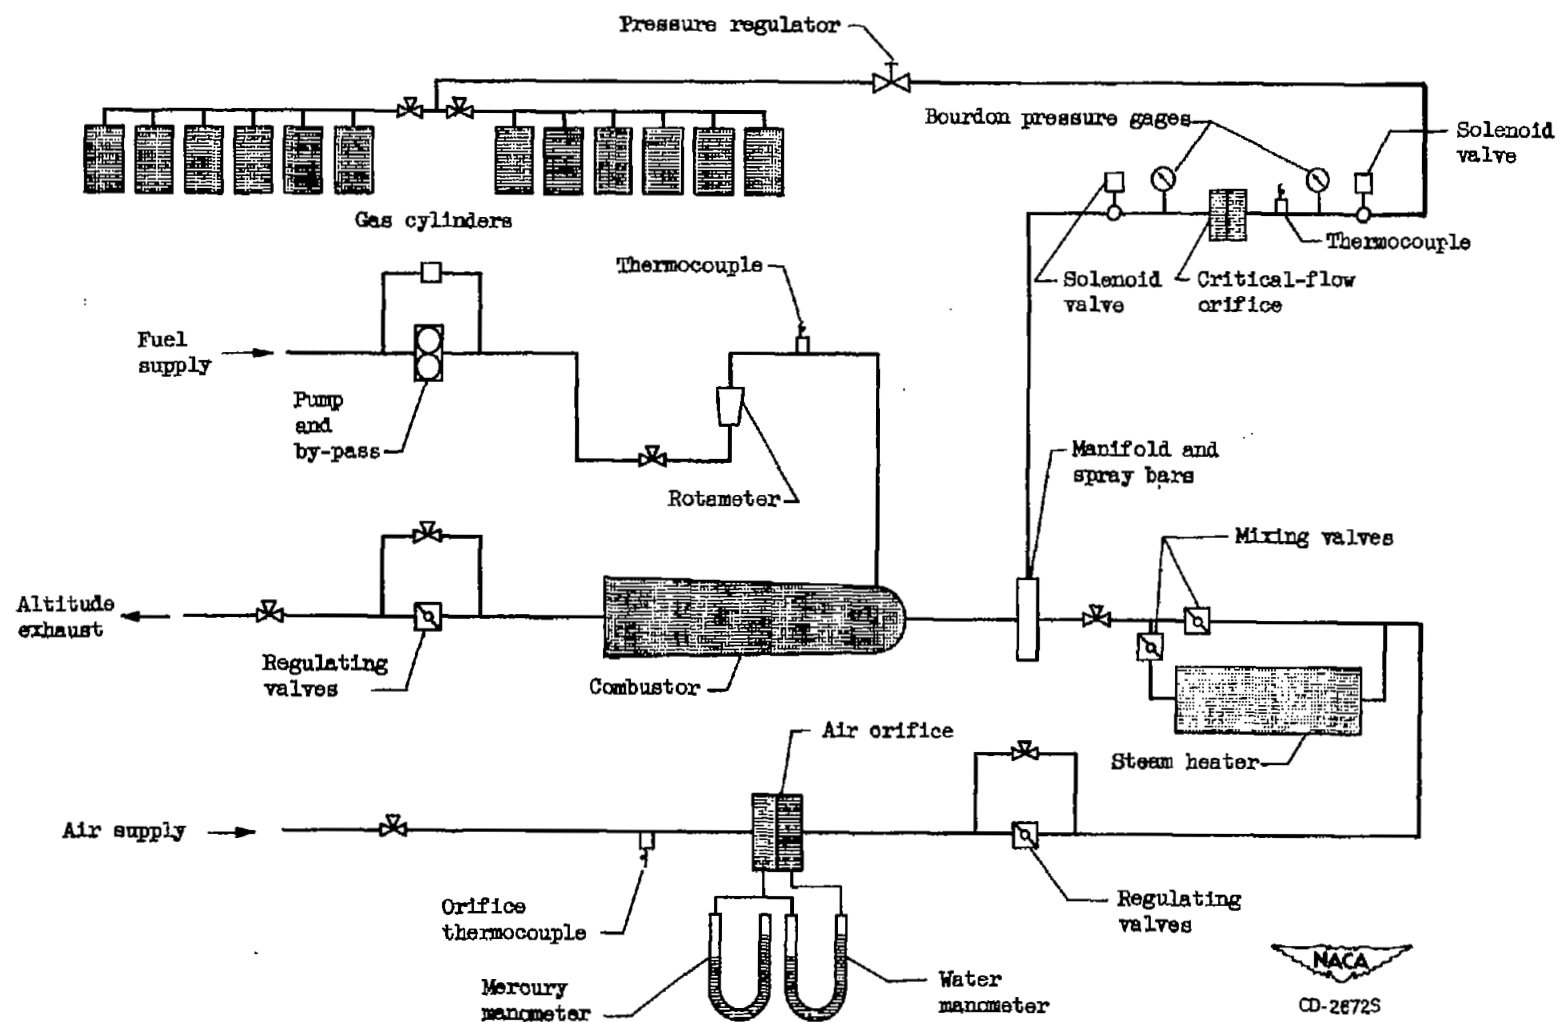 Pressure regulator
Bourdon pressure gages
Solenoid
valve
Gas cylinders
Thermocouple
Thermocouple
Solenoid
valve
Critical-flow
orifice
Fuel
supply
Pump
and
by-pass
Rotameter
Manifold and
spray bars
Mixing valves
Altitude
exhaust
Regulating
valves
Combustor
Steam heater
Air orifice
Air supply
Orifice
thermocouple
Regulating
valves
Mercury
manometer
Water
manometer
NACA
CD-2872S